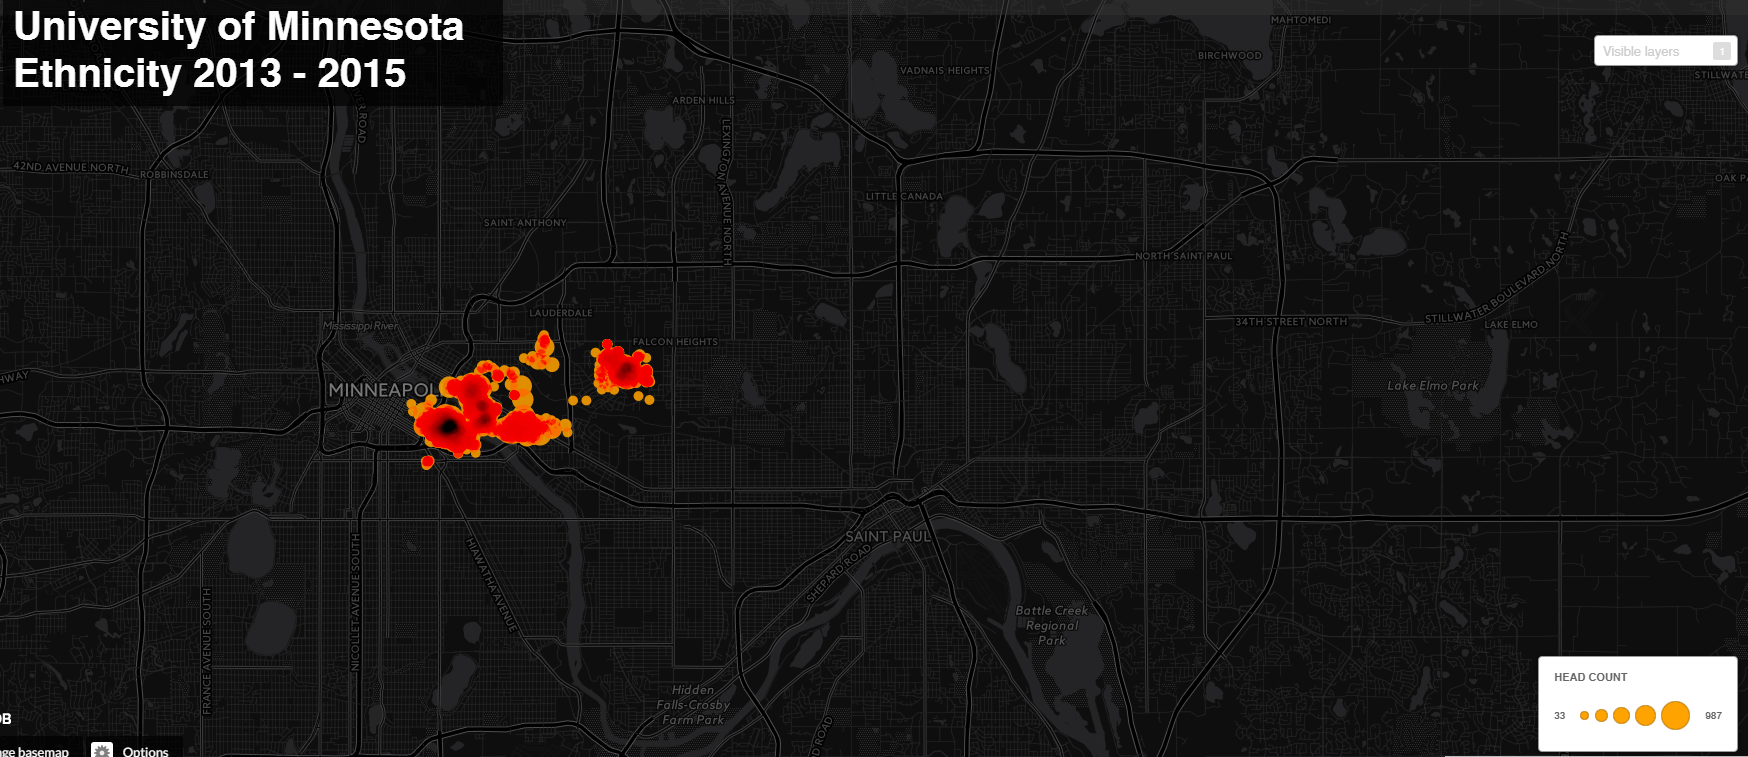 University of Minnesota
Ethnicity 2013 - 2015
Visible layers 1
MAHTOMEDI
BIRCHWOOD
VADNAIS HEIGHTS
STILLWATE
ARDEN HILLS
ROAD
LEXINGTON AVENUE NORTH
42ND AVENUE NORTH
ROBBINSDALE
OAK PA
LITTLE CANADA
SAINT ANTHONY
NORTH SAINT PAUL
STILLWATER BOULEVARD NORTH
LAUDERDALE
Mississippi River
34TH STREET NORTH
LAKE ELMO
FALCON HEIGHTS
HWAY
MINNEAPOL
Lake Elmo Park
SAINT PAUL
SHEPARD ROAD
HIAWATHA AVENUE
NICOLLET AVENUE SOUTH
FRANCE AVENUE SOUTH
Battle Creek
Regional
Park
Hidden
Falls-Crosby
Farm Park
D ROAD
HEAD COUNT
33 987
DB
nge basemap Options